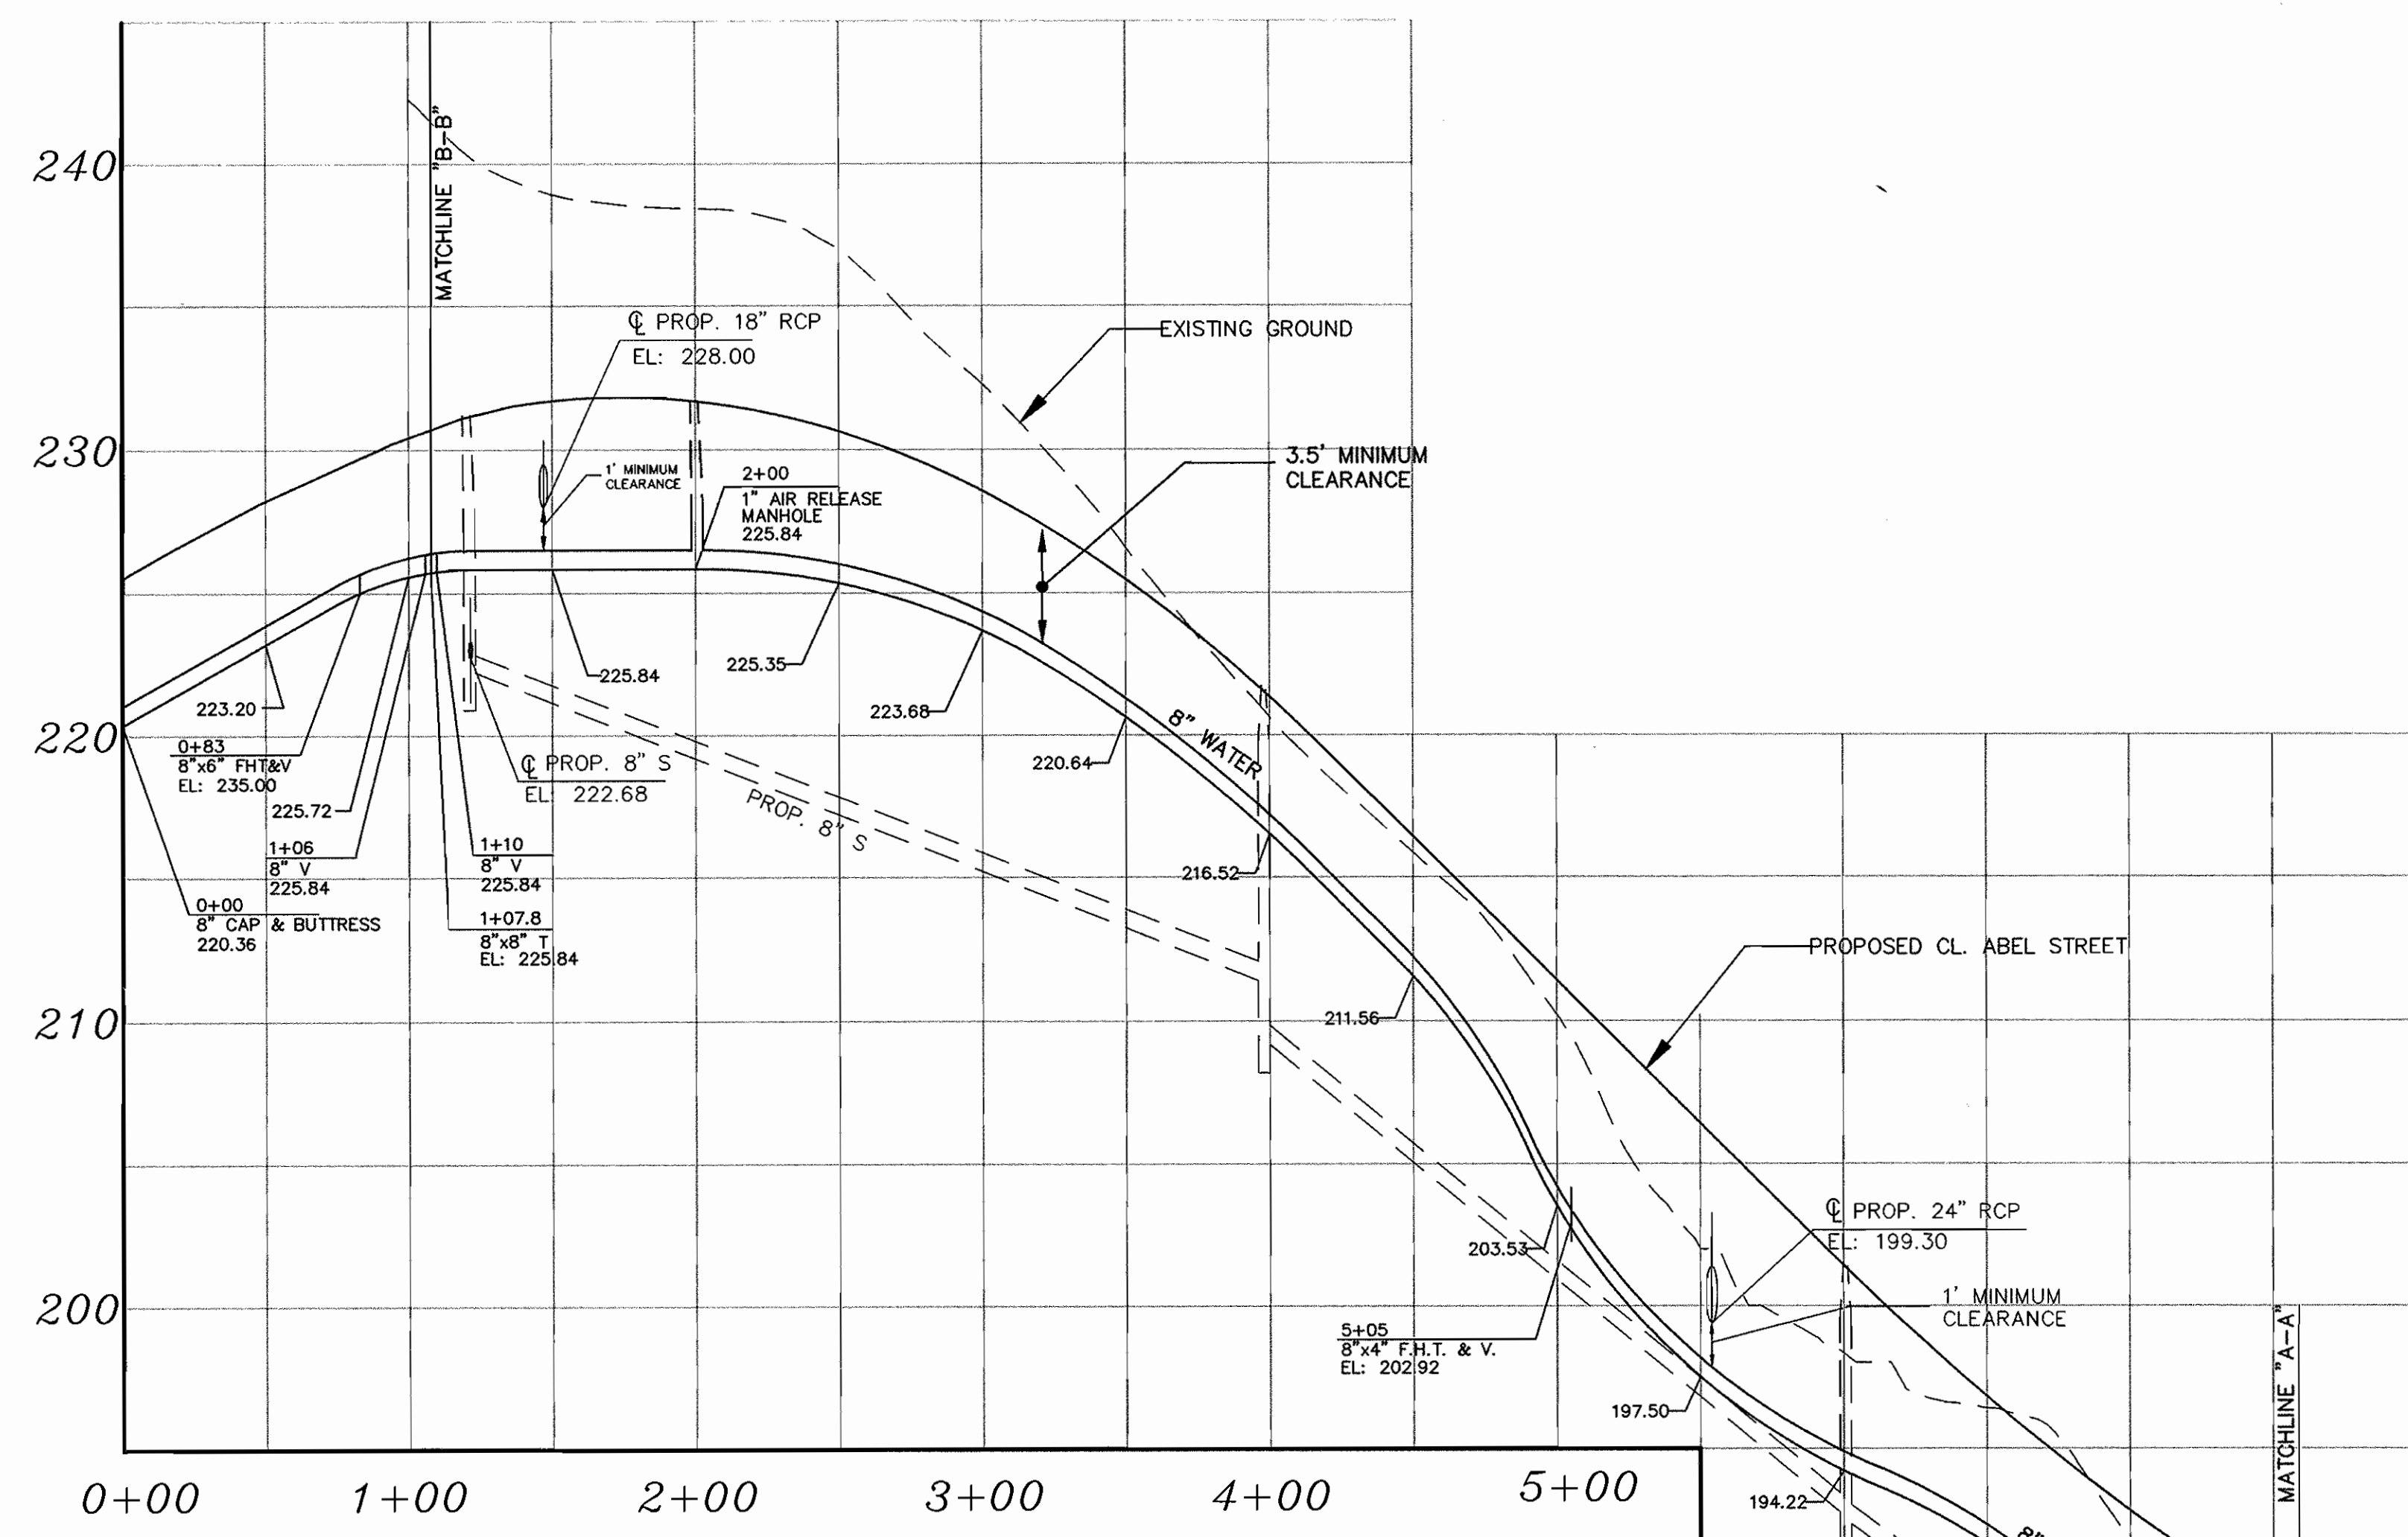 240
230
220
210
200
MATCHLINE "B-B"
℄ PROP. 18" RCP
EL: 228.00
1' MINIMUM
CLEARANCE
2+00
1" AIR RELEASE
MANHOLE
225.84
EXISTING GROUND
3.5' MINIMUM
CLEARANCE
223.20
0+83
8"x6" FHT&V
EL: 235.00
225.72
1+06
8" V
225.84
0+00
8" CAP & BUTTRESS
220.36
℄ PROP. 8" S
EL: 222.68
1+10
8" V
225.84
1+07.8
8"x8" T
EL: 225.84
225.84
225.35
223.68
220.64
8" WATER
PROP. 8" S
216.52
211.56
PROPOSED CL. ABEL STREET
203.53
5+05
8"x4" F.H.T. & V.
EL: 202.92
℄ PROP. 24" RCP
EL: 199.30
1' MINIMUM
CLEARANCE
197.50
194.22
MATCHLINE "A-A"
8"
0+00 1+00 2+00 3+00 4+00 5+00